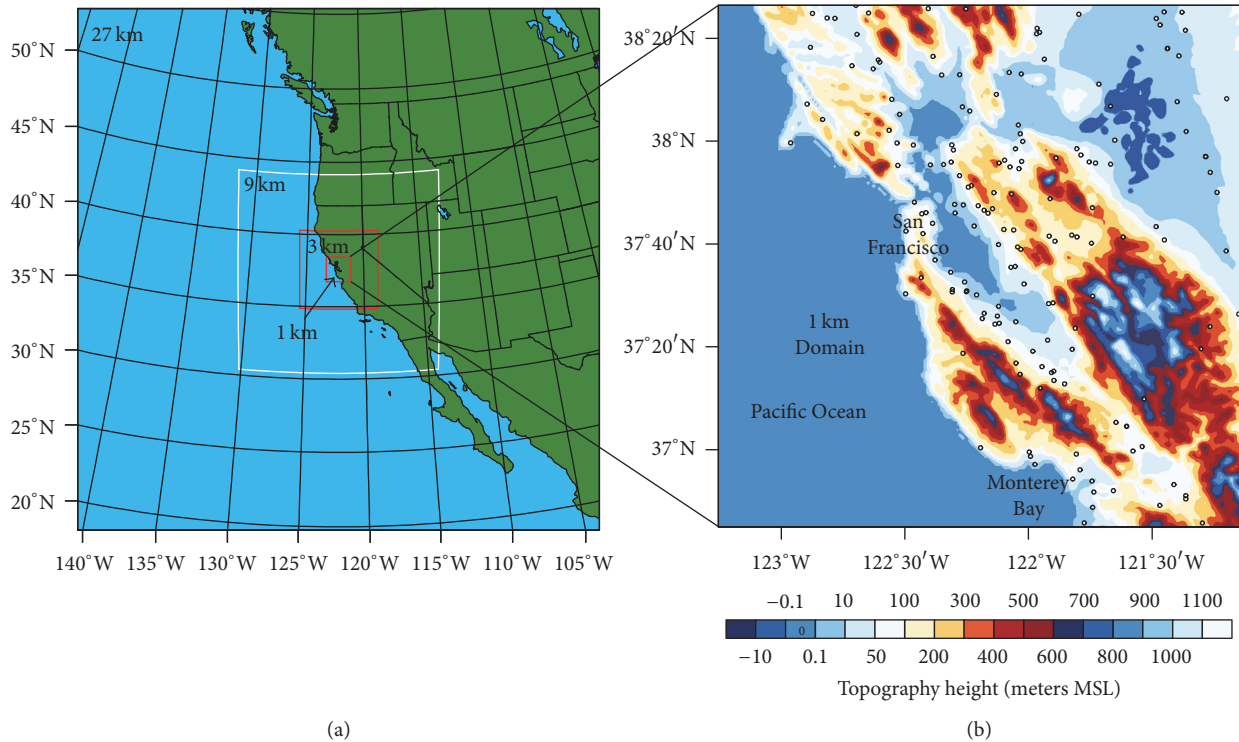 27 km
9 km
3 km
1 km
50°N
45°N
40°N
35°N
30°N
25°N
20°N
140°W 135°W 130°W 125°W 120°W 115°W 110°W 105°W
(a)
38°20′N
38°N
37°40′N
37°20′N
37°N
San
Francisco
1 km
Domain
Pacific Ocean
Monterey
Bay
123°W 122°30′W 122°W 121°30′W
−0.1 10 100 300 500 700 900 1100
0
−10 0.1 50 200 400 600 800 1000
Topography height (meters MSL)
(b)